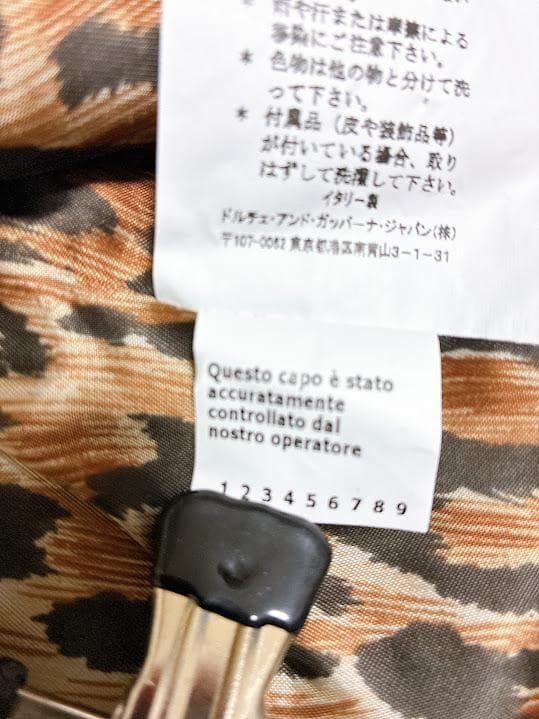 * 雨や汗または摩擦による
移染にご注意下さい。
* 色物は他の物と分けて洗
って下さい。
* 付属品（皮や装飾品等）
が付いている場合、取り
はずして洗濯して下さい。
イタリー製
ドルチェ・アンド・ガッバーナ・ジャパン(株)
〒107-0062 東京都港区南青山3-1-31
Questo capo è stato
accuratamente
controllato dal
nostro operatore
1 2 3 4 5 6 7 8 9